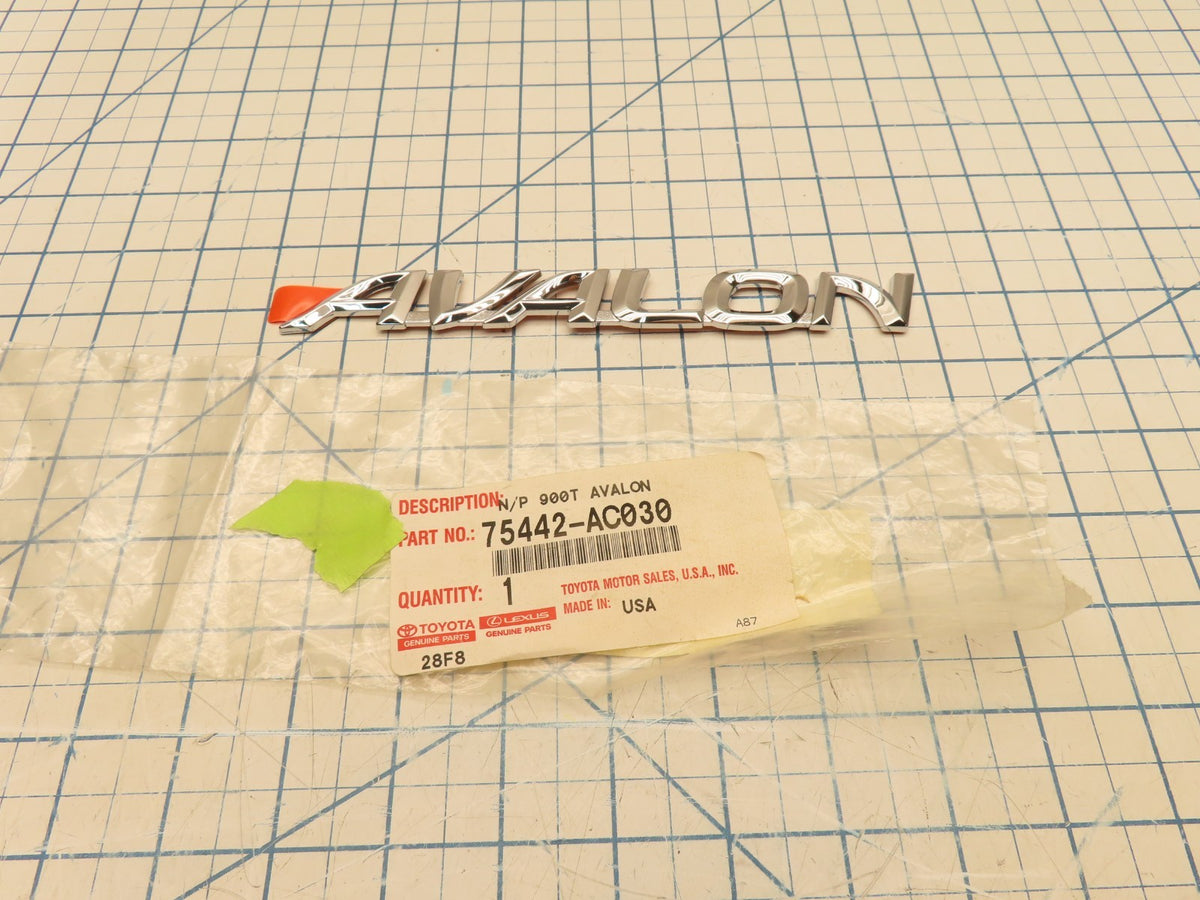 AVALON
DESCRIPTION: N/P 900T AVALON
PART NO.: 75442-AC030
QUANTITY: 1
TOYOTA MOTOR SALES, U.S.A., INC.
MADE IN: USA
TOYOTA
GENUINE PARTS
LEXUS
GENUINE PARTS
A87
28F8